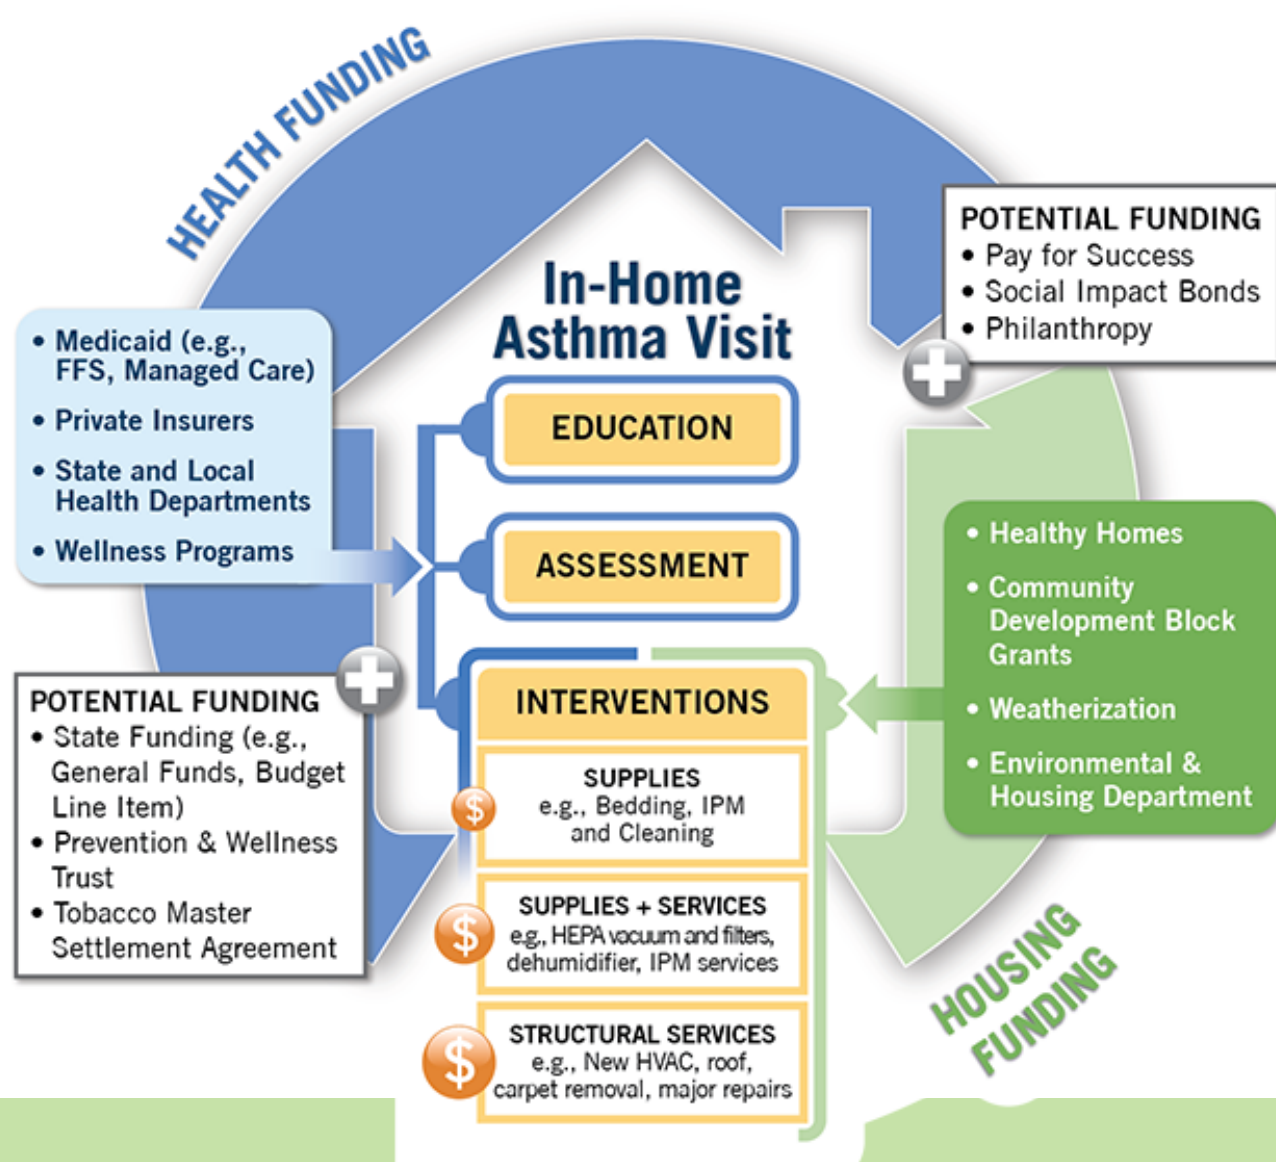 HEALTH FUNDING
In-Home
Asthma Visit
• Medicaid (e.g.,
FFS, Managed Care)
• Private Insurers
• State and Local
Health Departments
• Wellness Programs
POTENTIAL FUNDING
• State Funding (e.g.,
General Funds, Budget
Line Item)
• Prevention & Wellness
Trust
• Tobacco Master
Settlement Agreement
EDUCATION
ASSESSMENT
INTERVENTIONS
$
SUPPLIES
e.g., Bedding, IPM
and Cleaning
$
SUPPLIES + SERVICES
e.g., HEPA vacuum and filters,
dehumidifier, IPM services
$
STRUCTURAL SERVICES
e.g., New HVAC, roof,
carpet removal, major repairs
POTENTIAL FUNDING
• Pay for Success
• Social Impact Bonds
• Philanthropy
• Healthy Homes
• Community
Development Block
Grants
• Weatherization
• Environmental &
Housing Department
HOUSING
FUNDING